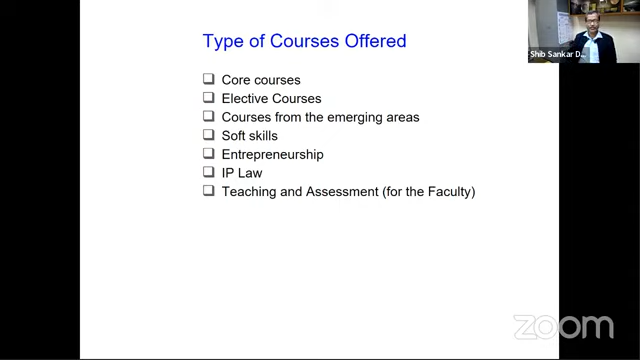 Type of Courses Offered
Core courses
Elective Courses
Courses from the emerging areas
Soft skills
Entrepreneurship
IP Law
Teaching and Assessment (for the Faculty)
Shib Sankar D...
zoom